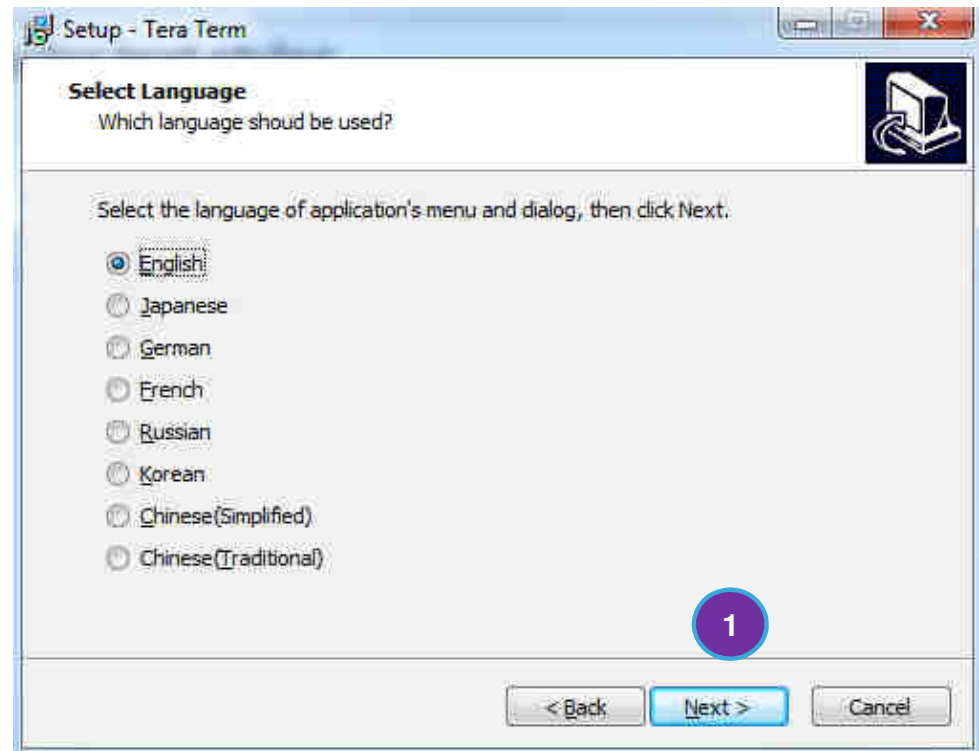 Setup - Tera Term
Select Language
Which language shoud be used?
Select the language of application's menu and dialog, then click Next.
English
Japanese
German
French
Russian
Korean
Chinese(Simplified)
Chinese(Traditional)
1
< Back
Next >
Cancel